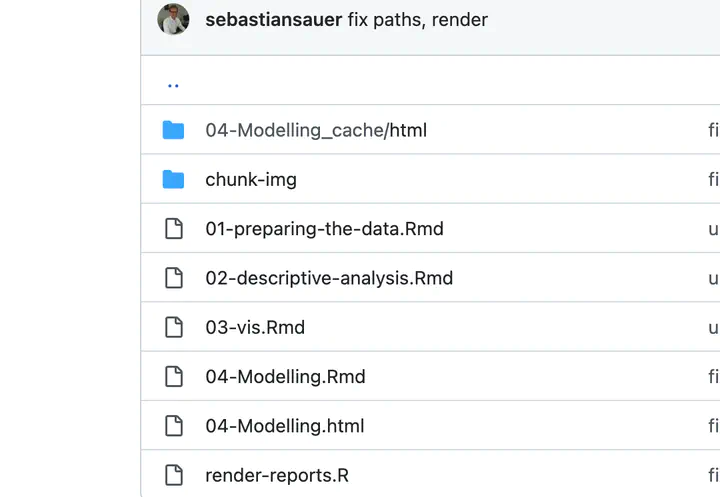 sebastiansauer fix paths, render
..
04-Modelling_cache/html fi
chunk-img fi
01-preparing-the-data.Rmd u
02-descriptive-analysis.Rmd u
03-vis.Rmd u
04-Modelling.Rmd fi
04-Modelling.html fi
render-reports.R fi